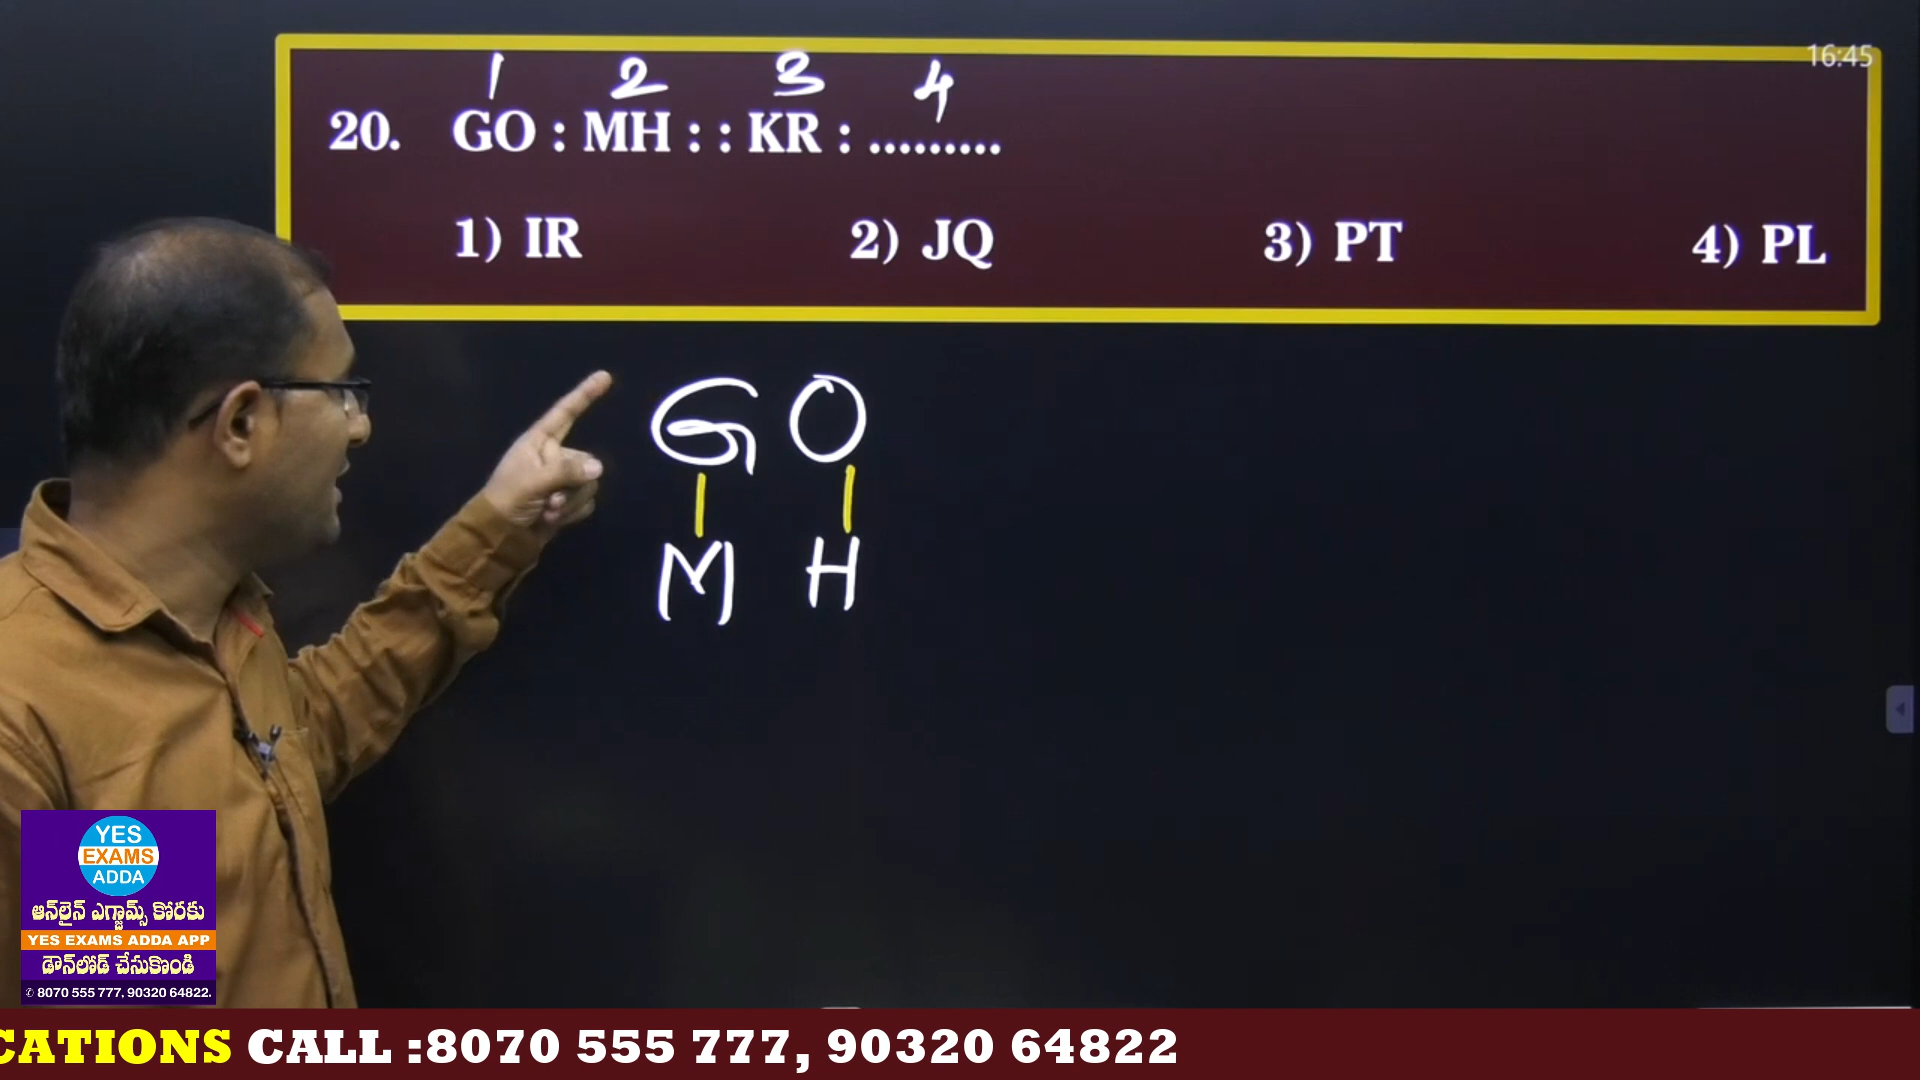 16:45
1 2 3 4
20. GO : MH : : KR : .........
1) IR 2) JQ 3) PT 4) PL
G O
M H
YES
EXAMS
ADDA
ఆన్‌లైన్ ఎగ్జామ్స్ కోరకు
YES EXAMS ADDA APP
డౌన్‌లోడ్ చేసుకొండి
✆ 8070 555 777, 90320 64822.
CATIONS CALL :8070 555 777, 90320 64822